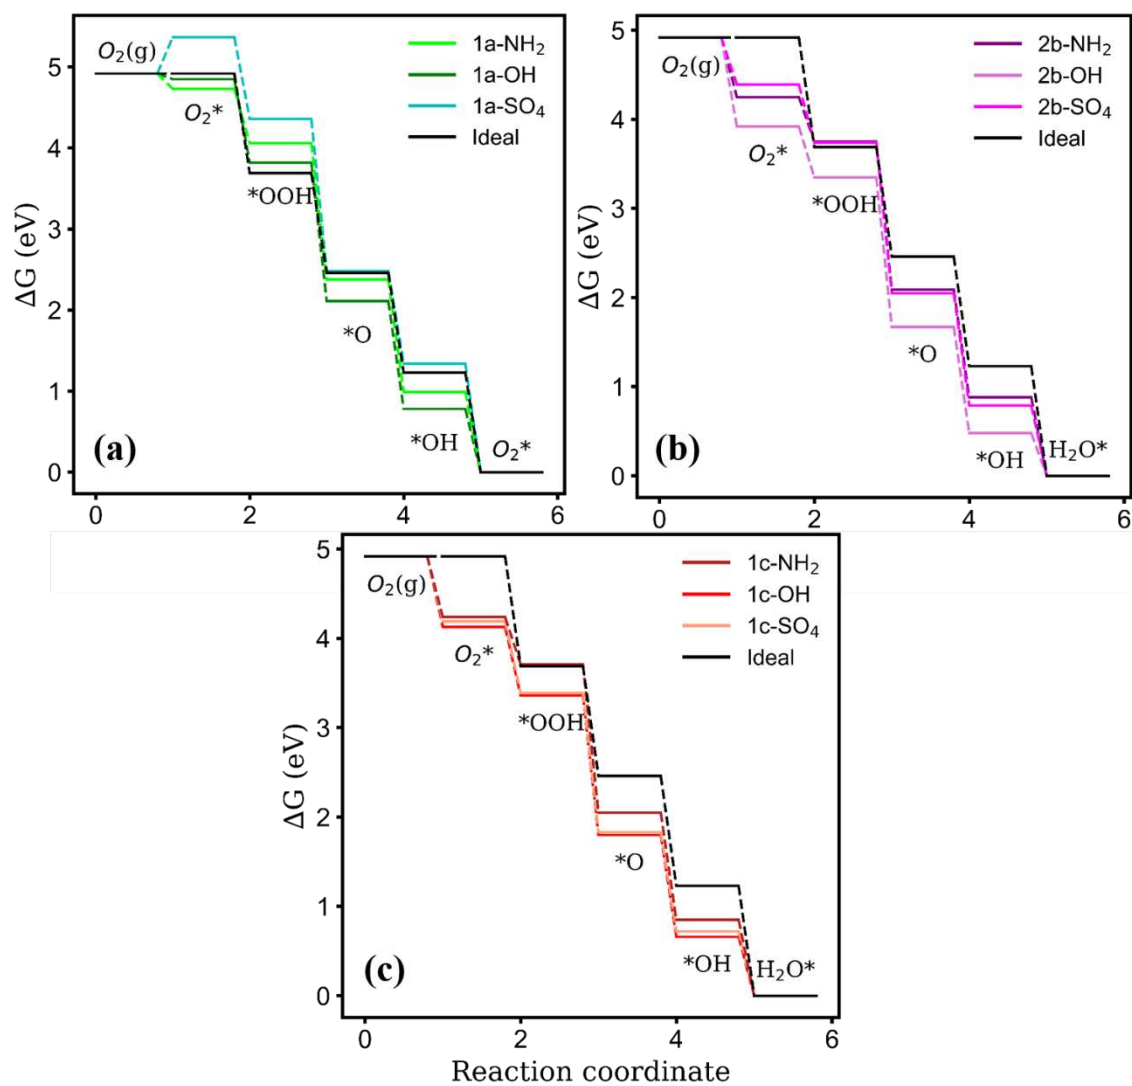 ΔG (eV)
5
4
3
2
1
0
O₂(g)
O₂*
*OOH
*O
*OH
O₂*
1a-NH₂
1a-OH
1a-SO₄
Ideal
(a)
0
2
4
6
ΔG (eV)
5
4
3
2
1
0
O₂(g)
O₂*
*OOH
*O
*OH
H₂O*
2b-NH₂
2b-OH
2b-SO₄
Ideal
(b)
0
2
4
6
ΔG (eV)
5
4
3
2
1
0
O₂(g)
O₂*
*OOH
*O
*OH
H₂O*
1c-NH₂
1c-OH
1c-SO₄
Ideal
(c)
0
2
4
6
Reaction coordinate